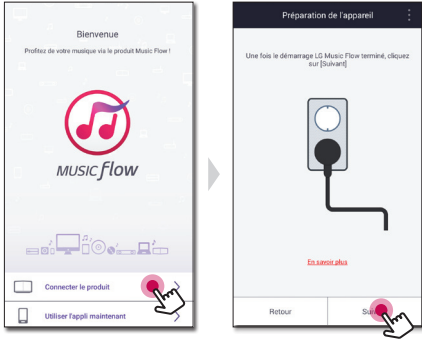 Bienvenue
Profitez de votre musique via le produit Music Flow !
MUSIC flow
Connecter le produit
Utiliser l'appli maintenant
Préparation de l'appareil
Une fois le démarrage LG Music Flow terminé, cliquez
sur [Suivant]
En savoir plus
Retour